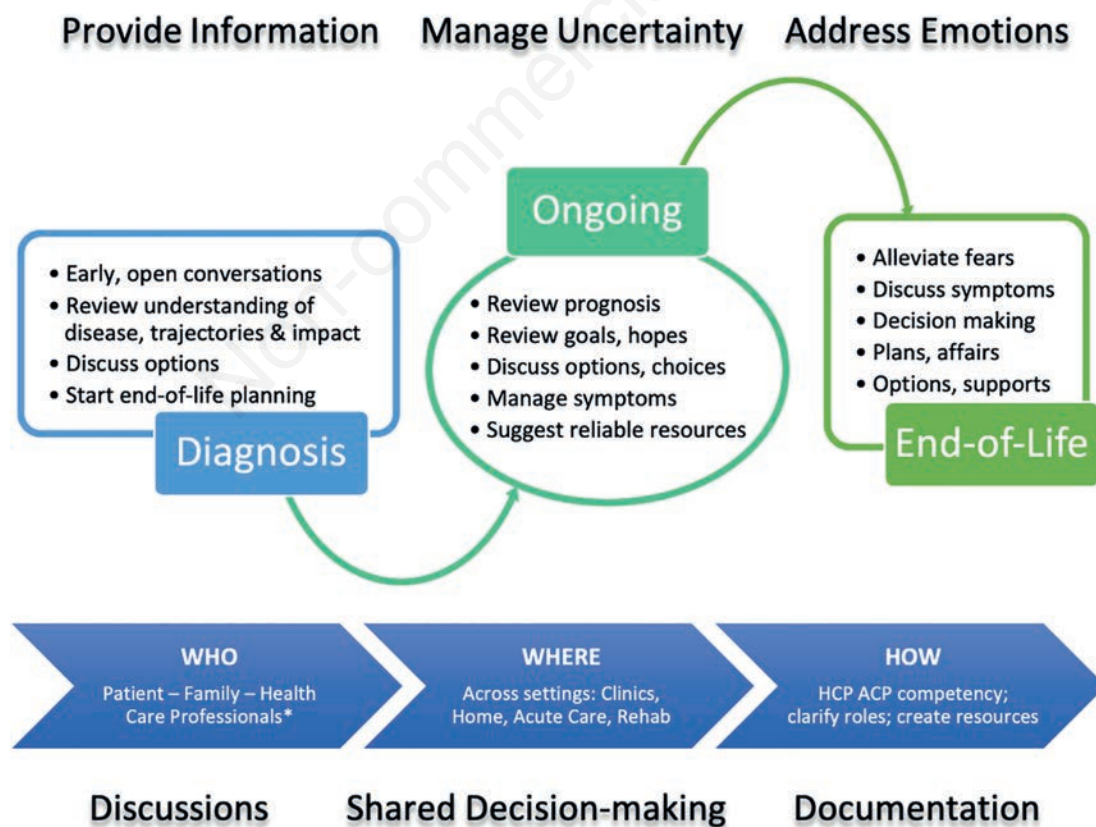 Provide Information
Manage Uncertainty
Address Emotions
• Early, open conversations
• Review understanding of
disease, trajectories & impact
• Discuss options
• Start end-of-life planning
Diagnosis
Ongoing
• Review prognosis
• Review goals, hopes
• Discuss options, choices
• Manage symptoms
• Suggest reliable resources
• Alleviate fears
• Discuss symptoms
• Decision making
• Plans, affairs
• Options, supports
End-of-Life
WHO
Patient – Family – Health
Care Professionals*
WHERE
Across settings: Clinics,
Home, Acute Care, Rehab
HOW
HCP ACP competency;
clarify roles; create resources
Discussions
Shared Decision-making
Documentation